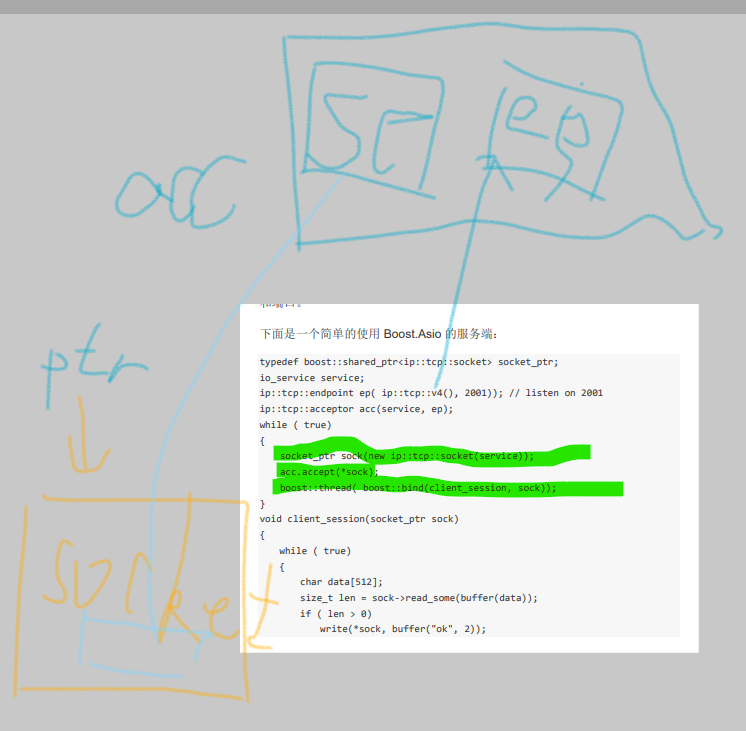 acc
ep
ptr
socket
下面是一个简单的使用 Boost.Asio 的服务端：
typedef boost::shared_ptr<ip::tcp::socket> socket_ptr;
io_service service;
ip::tcp::endpoint ep( ip::tcp::v4(), 2001)); // listen on 2001
ip::tcp::acceptor acc(service, ep);
while ( true)
{
socket_ptr sock(new ip::tcp::socket(service));
acc.accept(*sock);
boost::thread( boost::bind(client_session, sock));
}
void client_session(socket_ptr sock)
{
while ( true)
{
char data[512];
size_t len = sock->read_some(buffer(data));
if ( len > 0)
write(*sock, buffer("ok", 2));